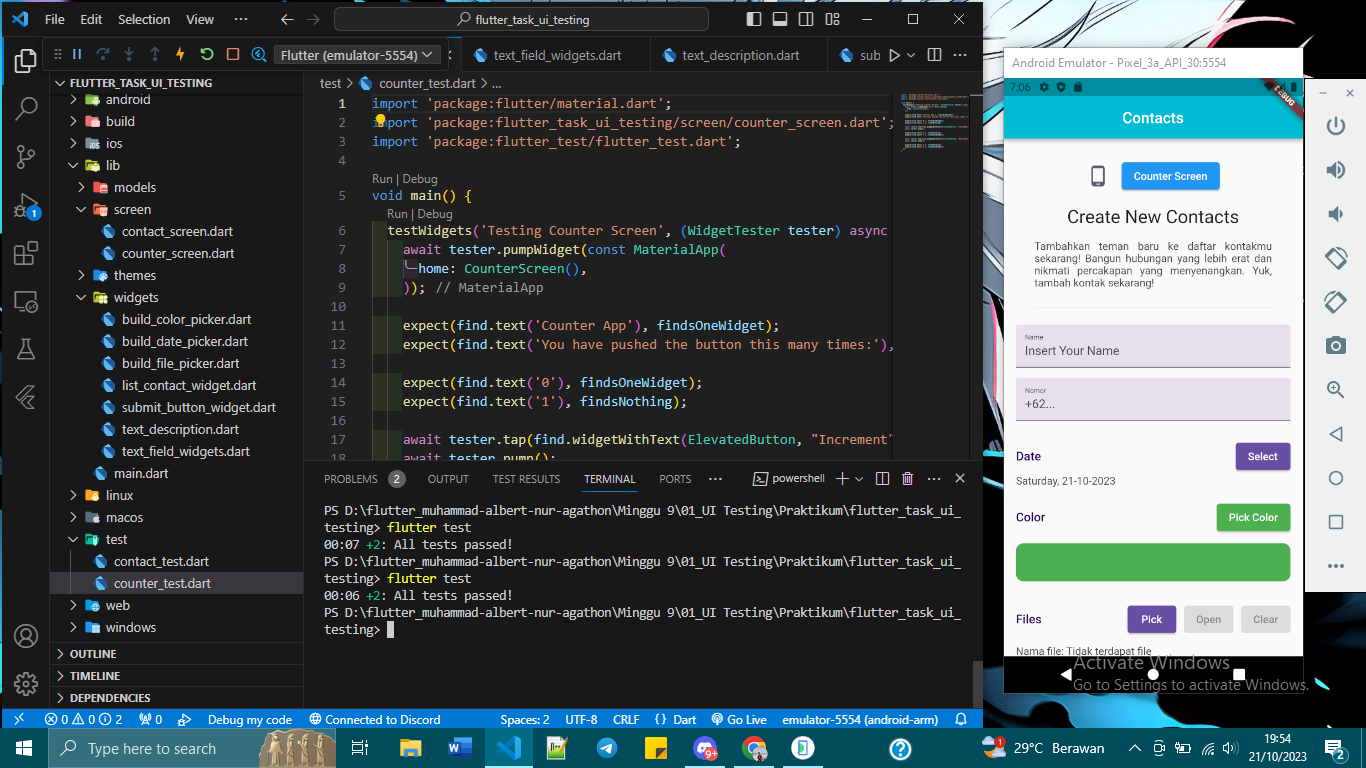 File Edit Selection View ··· flutter_task_ui_testing
Flutter (emulator-5554) text_field_widgets.dart text_description.dart sub
FLUTTER_TASK_UI_TESTING
android
build
ios
lib
models
screen
contact_screen.dart
counter_screen.dart
themes
widgets
build_color_picker.dart
build_date_picker.dart
build_file_picker.dart
list_contact_widget.dart
submit_button_widget.dart
text_description.dart
text_field_widgets.dart
main.dart
linux
macos
test
contact_test.dart
counter_test.dart
web
windows
OUTLINE
TIMELINE
DEPENDENCIES
1
test > counter_test.dart > ...
1 import 'package:flutter/material.dart';
2 import 'package:flutter_task_ui_testing/screen/counter_screen.dart';
3 import 'package:flutter_test/flutter_test.dart';
4
Run | Debug
5 void main() {
Run | Debug
6 testWidgets('Testing Counter Screen', (WidgetTester tester) async
7 await tester.pumpWidget(const MaterialApp(
8 home: CounterScreen(),
9 )); // MaterialApp
10
11 expect(find.text('Counter App'), findsOneWidget);
12 expect(find.text('You have pushed the button this many times:'),
13
14 expect(find.text('0'), findsOneWidget);
15 expect(find.text('1'), findsNothing);
16
17 await tester.tap(find.widgetWithText(ElevatedButton, "Increment"
18 await tester.pump();
PROBLEMS 2 OUTPUT TEST RESULTS TERMINAL PORTS ··· powershell
PS D:\flutter_muhammad-albert-nur-agathon\Minggu 9\01_UI Testing\Praktikum\flutter_task_ui_
testing> flutter test
00:07 +2: All tests passed!
PS D:\flutter_muhammad-albert-nur-agathon\Minggu 9\01_UI Testing\Praktikum\flutter_task_ui_
testing> flutter test
00:06 +2: All tests passed!
PS D:\flutter_muhammad-albert-nur-agathon\Minggu 9\01_UI Testing\Praktikum\flutter_task_ui_
testing>
0 0 2 0 Debug my code Connected to Discord Spaces: 2 UTF-8 CRLF {} Dart Go Live emulator-5554 (android-arm)
Android Emulator - Pixel_3a_API_30:5554
7:06
DEBUG
Contacts
Counter Screen
Create New Contacts
Tambahkan teman baru ke daftar kontakmu
sekarang! Bangun hubungan yang lebih erat dan
nikmati percakapan yang menyenangkan. Yuk,
tambah kontak sekarang!
Name
Insert Your Name
Nomor
+62...
Date Select
Saturday, 21-10-2023
Color Pick Color
Files Pick Open Clear
Nama file: Tidak terdapat file
Activate Windows
Go to Settings to activate Windows.
Type here to search
9+
1
29°C Berawan
19:54
21/10/2023
2